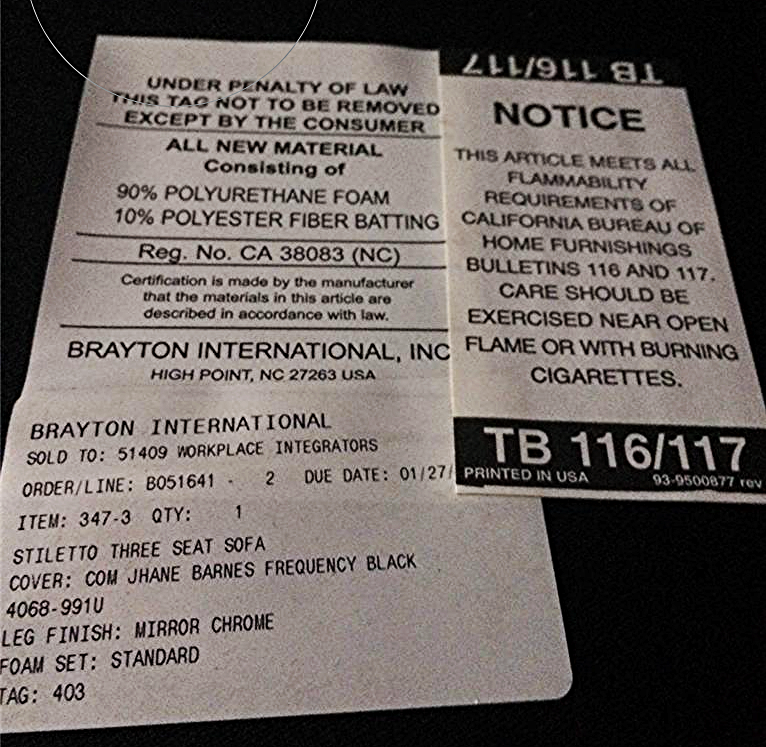 UNDER PENALTY OF LAW
THIS TAG NOT TO BE REMOVED
EXCEPT BY THE CONSUMER
ALL NEW MATERIAL
Consisting of
90% POLYURETHANE FOAM
10% POLYESTER FIBER BATTING
Reg. No. CA 38083 (NC)
Certification is made by the manufacturer
that the materials in this article are
described in accordance with law.
BRAYTON INTERNATIONAL, INC
HIGH POINT, NC 27263 USA
BRAYTON INTERNATIONAL
SOLD TO: 51409 WORKPLACE INTEGRATORS
ORDER/LINE: B051641 - 2 DUE DATE: 01/27/
ITEM: 347-3 QTY: 1
STILETTO THREE SEAT SOFA
COVER: COM JHANE BARNES FREQUENCY BLACK
4068-991U
LEG FINISH: MIRROR CHROME
FOAM SET: STANDARD
TAG: 403
TB 116/117
NOTICE
THIS ARTICLE MEETS ALL
FLAMMABILITY
REQUIREMENTS OF
CALIFORNIA BUREAU OF
HOME FURNISHINGS
BULLETINS 116 AND 117.
CARE SHOULD BE
EXERCISED NEAR OPEN
FLAME OR WITH BURNING
CIGARETTES.
TB 116/117
PRINTED IN USA 93-9500877 rev